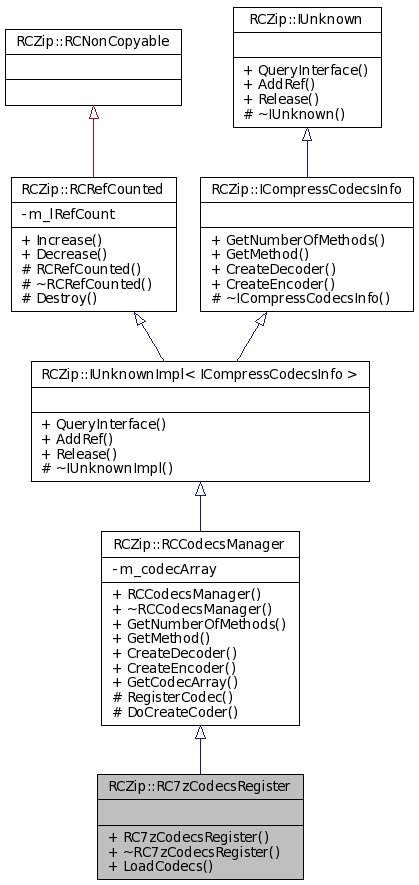 RCZip::RCNonCopyable
RCZip::IUnknown
+ QueryInterface()
+ AddRef()
+ Release()
# ~IUnknown()
RCZip::RCRefCounted
- m_lRefCount
+ Increase()
+ Decrease()
# RCRefCounted()
# ~RCRefCounted()
# Destroy()
RCZip::ICompressCodecsInfo
+ GetNumberOfMethods()
+ GetMethod()
+ CreateDecoder()
+ CreateEncoder()
# ~ICompressCodecsInfo()
RCZip::IUnknownImpl< ICompressCodecsInfo >
+ QueryInterface()
+ AddRef()
+ Release()
# ~IUnknownImpl()
RCZip::RCCodecsManager
- m_codecArray
+ RCCodecsManager()
+ ~RCCodecsManager()
+ GetNumberOfMethods()
+ GetMethod()
+ CreateDecoder()
+ CreateEncoder()
+ GetCodecArray()
# RegisterCodec()
# DoCreateCoder()
RCZip::RC7zCodecsRegister
+ RC7zCodecsRegister()
+ ~RC7zCodecsRegister()
+ LoadCodecs()